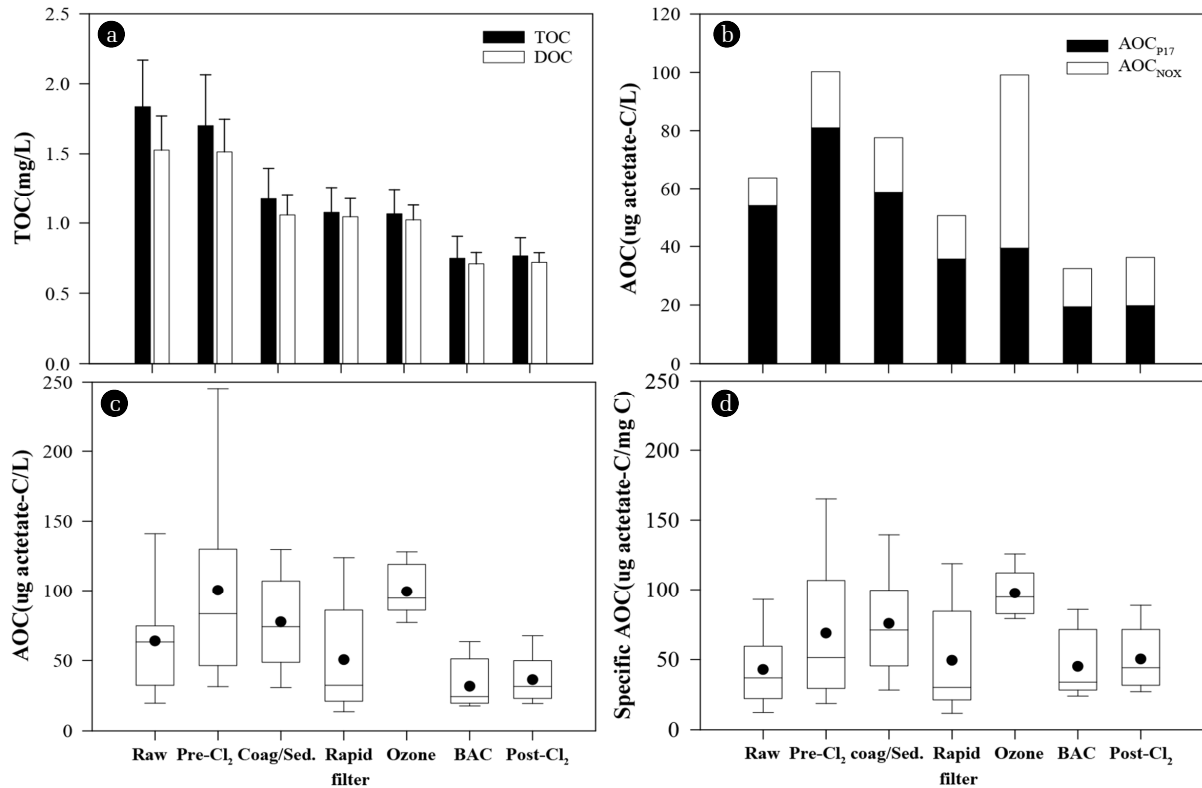 a
TOC
DOC
TOC(mg/L)
2.5
2.0
1.5
1.0
0.5
0.0
b
AOC_P17
AOC_NOX
AOC(ug actetate-C/L)
120
100
80
60
40
20
0
c
AOC(ug actetate-C/L)
250
200
150
100
50
0
Raw Pre-Cl₂ Coag/Sed. Rapid Ozone BAC Post-Cl₂
filter
d
Specific AOC(ug actetate-C/mg C)
250
200
150
100
50
0
Raw Pre-Cl₂ coag/Sed. Rapid Ozone BAC Post-Cl₂
filter